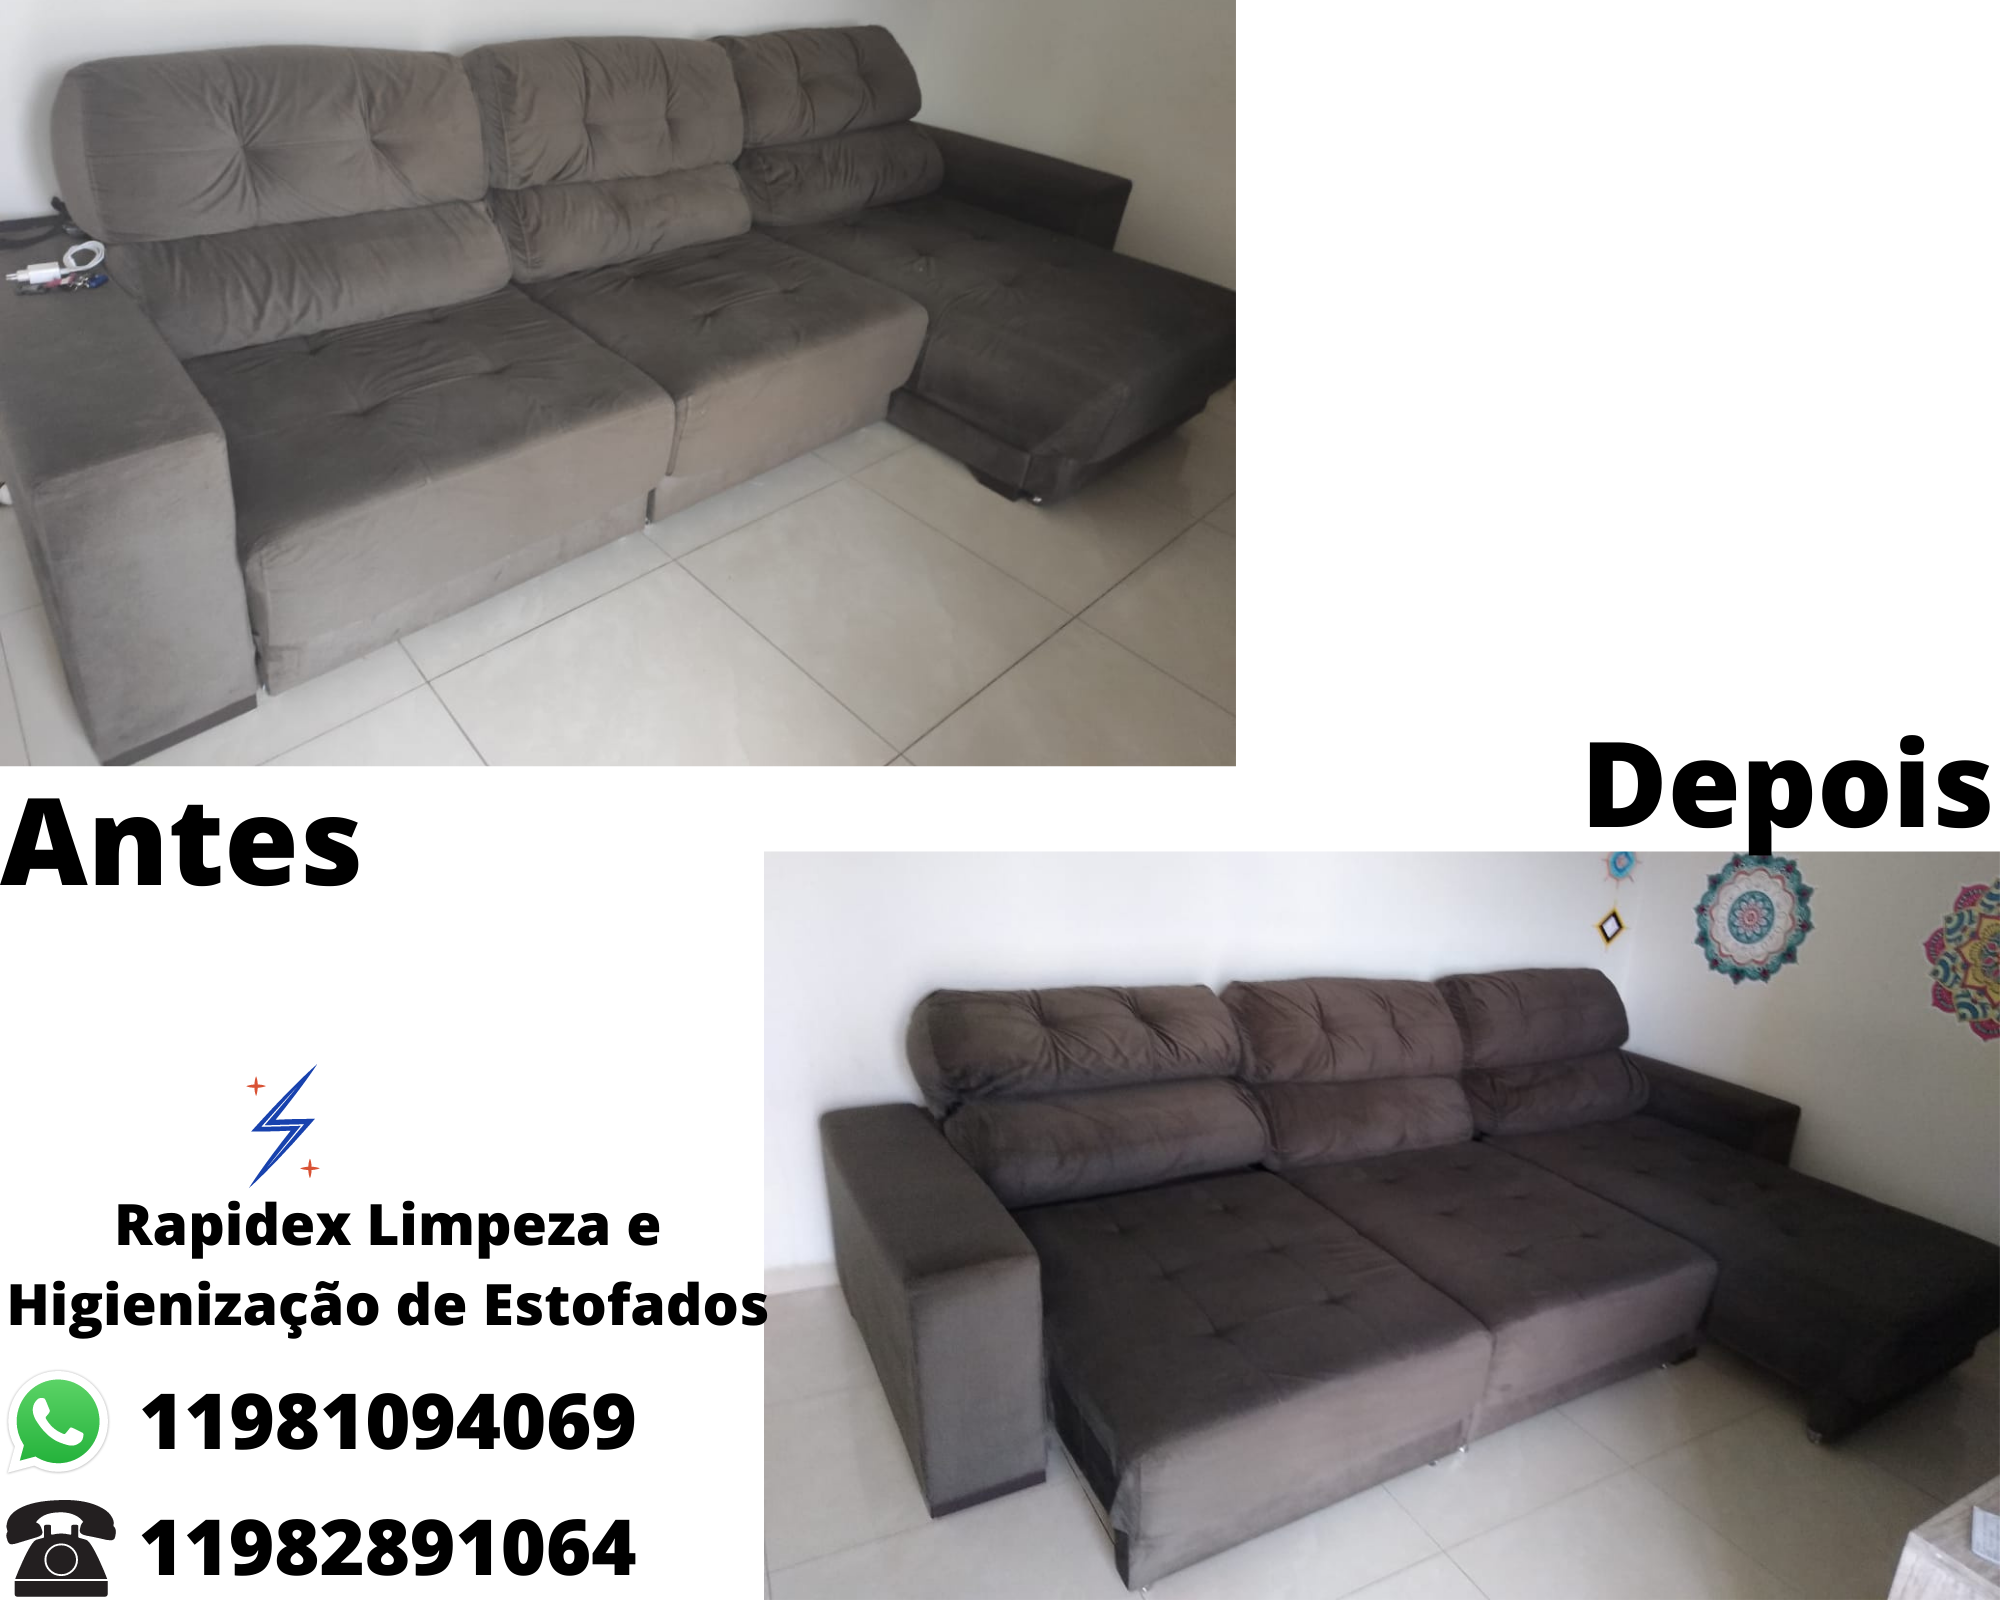 Antes
Depois
Rapidex Limpeza e
Higienização de Estofados
11981094069
11982891064